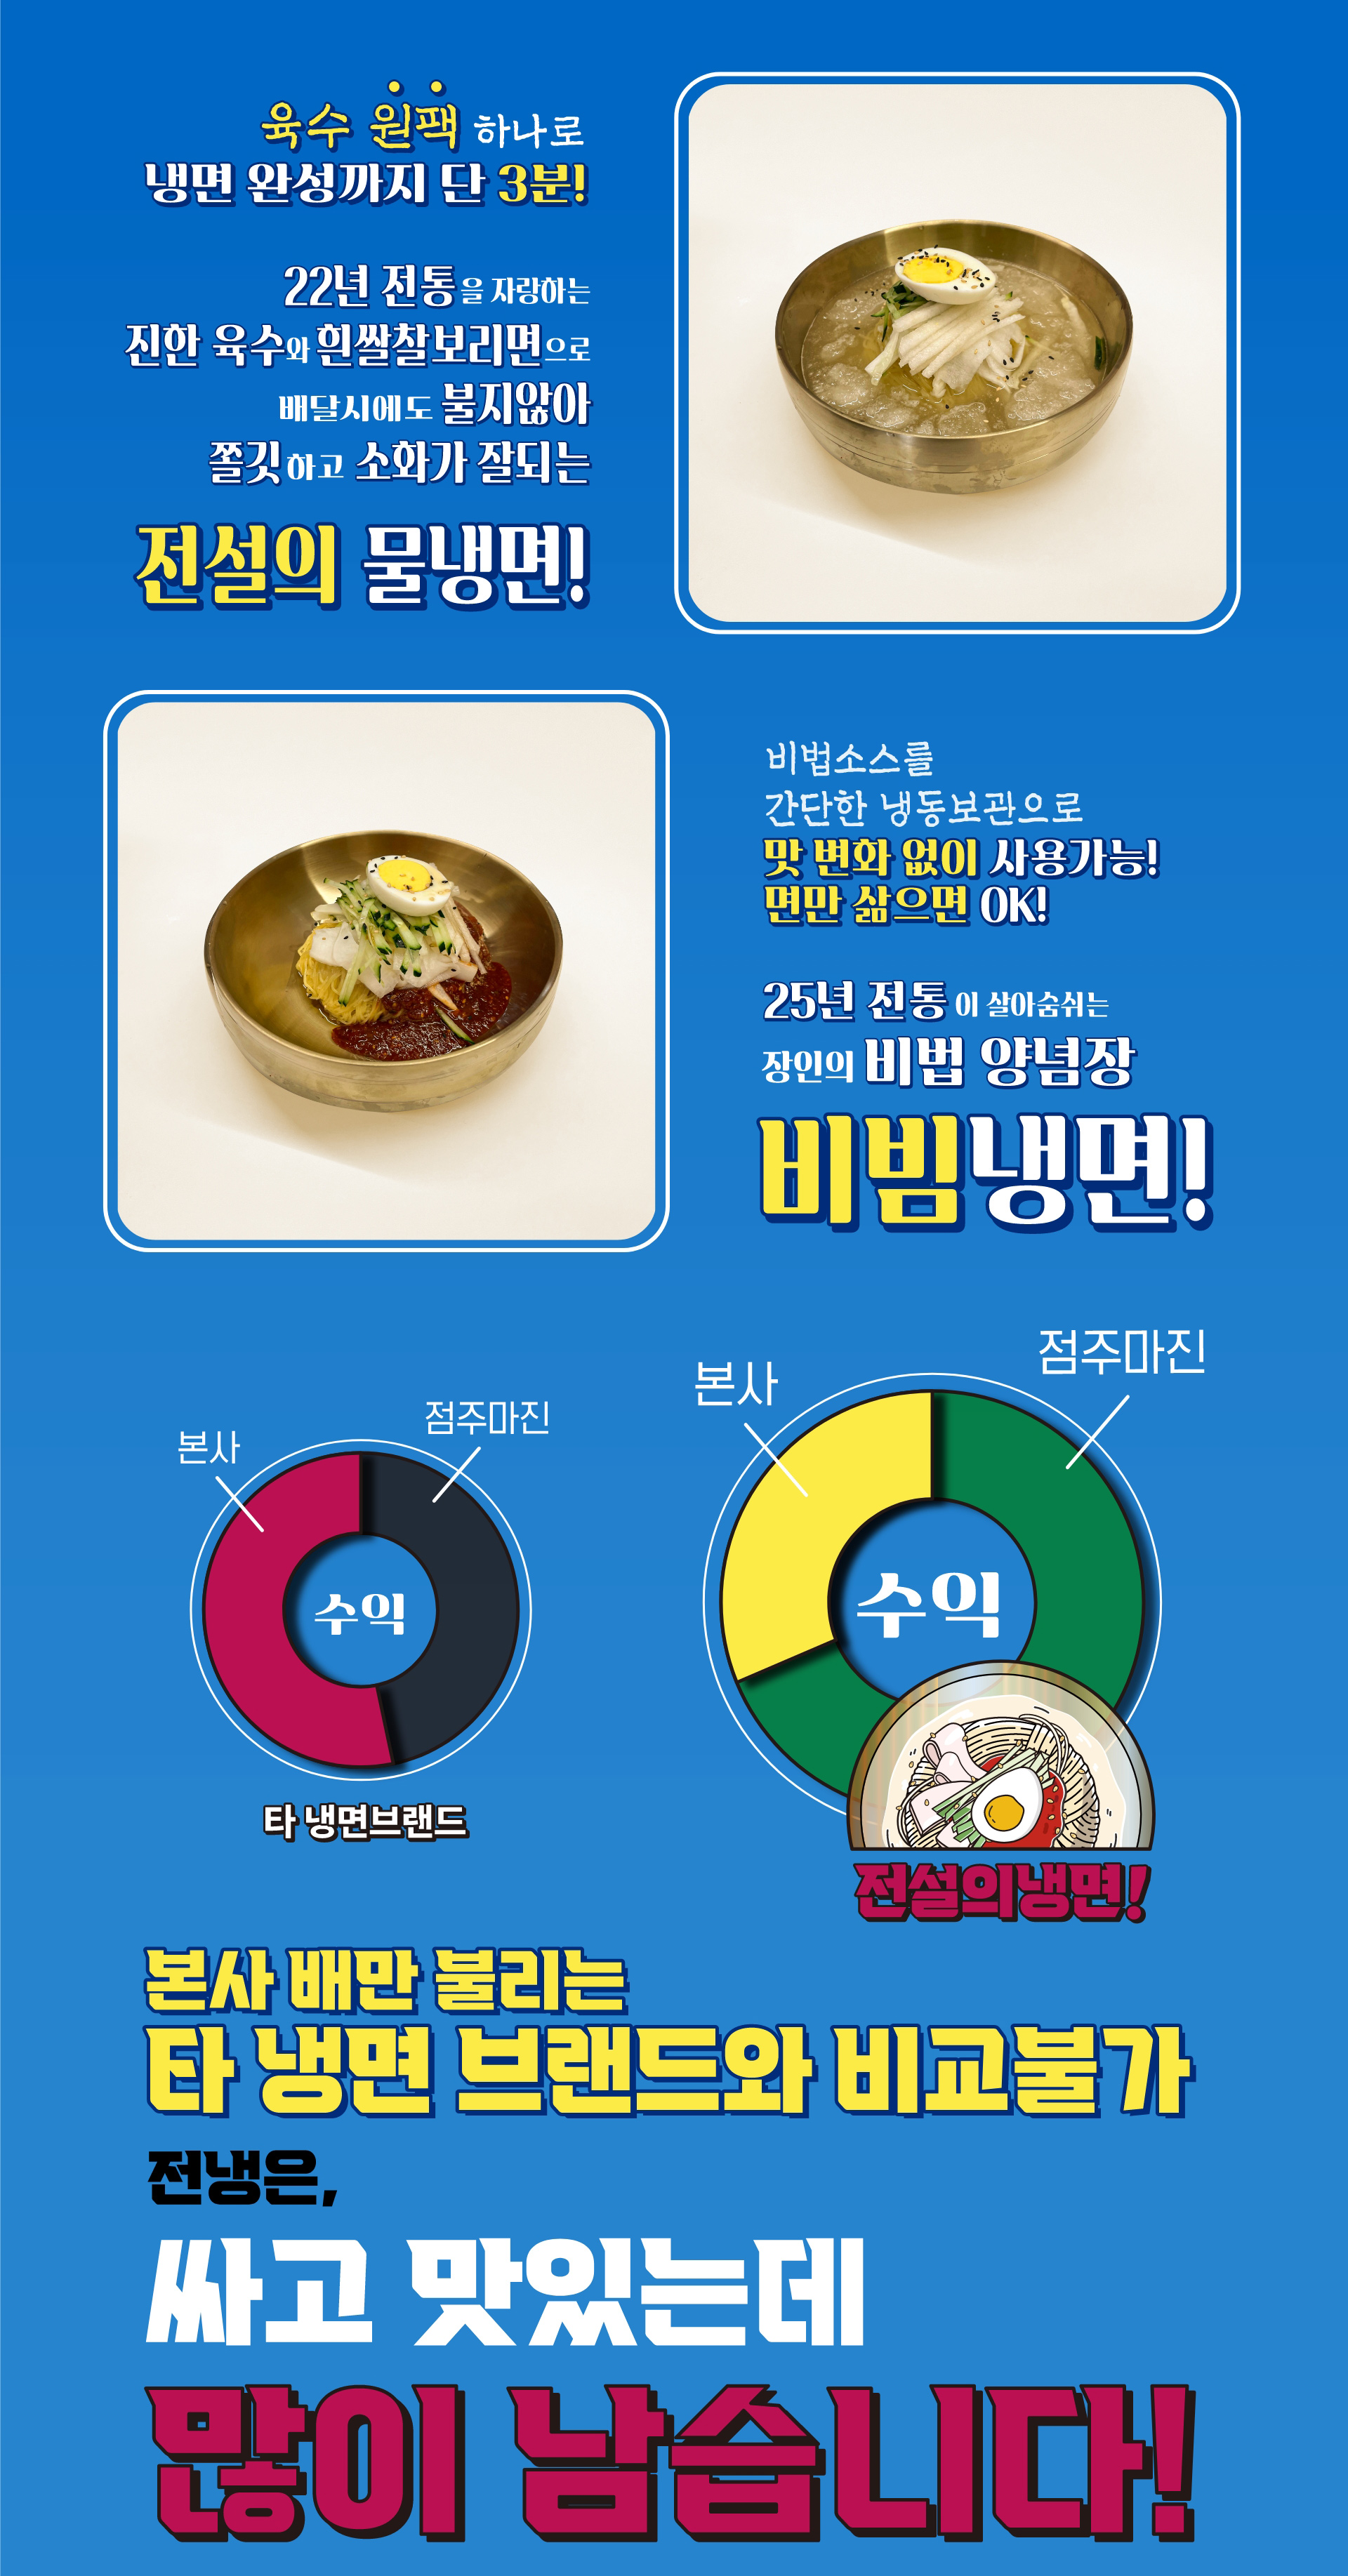 육수 원팩 하나로
냉면 완성까지 단 3분!
22년 전통을 자랑하는
진한 육수와 흰쌀찰보리면으로
배달시에도 불지않아
쫄깃하고 소화가 잘되는
전설의 물냉면!
비법소스를
간단한 냉동보관으로
맛 변화 없이 사용가능!
면만 삶으면 OK!
25년 전통이 살아숨쉬는
장인의 비법 양념장
비빔냉면!
본사
점주마진
수익
타 냉면브랜드
본사
점주마진
수익
전설의냉면!
본사 배만 불리는
타 냉면 브랜드와 비교불가
전냉은,
싸고 맛있는데
많이 남습니다!